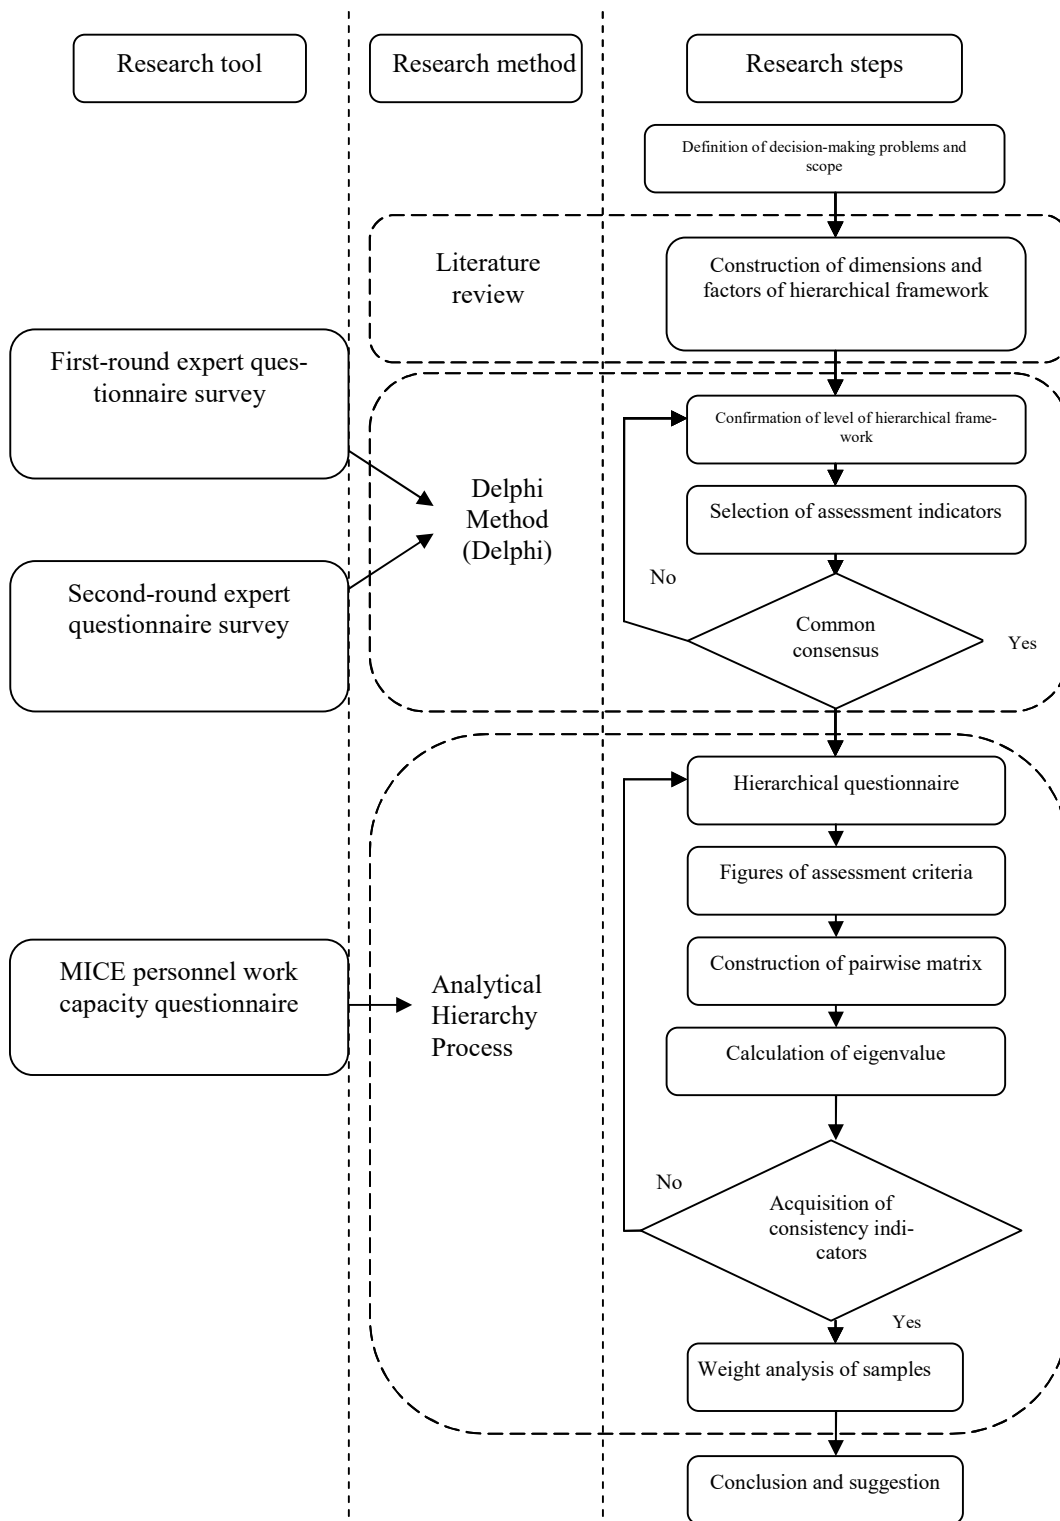 Research tool
Research method
Research steps
Definition of decision-making problems and
scope
Literature
review
Construction of dimensions and
factors of hierarchical framework
First-round expert ques-
tionnaire survey
Confirmation of level of hierarchical frame-
work
Delphi
Method
(Delphi)
Selection of assessment indicators
No
Second-round expert
questionnaire survey
Common
consensus
Yes
Hierarchical questionnaire
Figures of assessment criteria
MICE personnel work
capacity questionnaire
Analytical
Hierarchy
Process
Construction of pairwise matrix
Calculation of eigenvalue
No
Acquisition of
consistency indi-
cators
Yes
Weight analysis of samples
Conclusion and suggestion